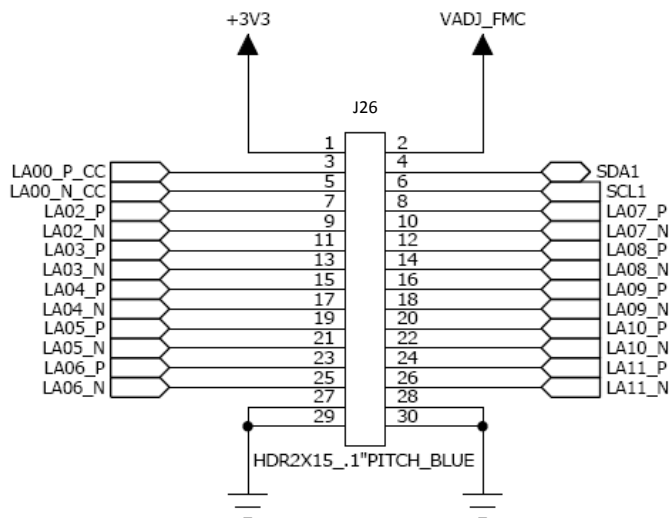 +3V3 VADJ_FMC
J26
1 2
LA00_P_CC 3 4 SDA1
LA00_N_CC 5 6 SCL1
LA02_P 7 8 LA07_P
LA02_N 9 10 LA07_N
LA03_P 11 12 LA08_P
LA03_N 13 14 LA08_N
LA04_P 15 16 LA09_P
LA04_N 17 18 LA09_N
LA05_P 19 20 LA10_P
LA05_N 21 22 LA10_N
LA06_P 23 24 LA11_P
LA06_N 25 26 LA11_N
27 28
29 30
HDR2X15_.1"PITCH_BLUE